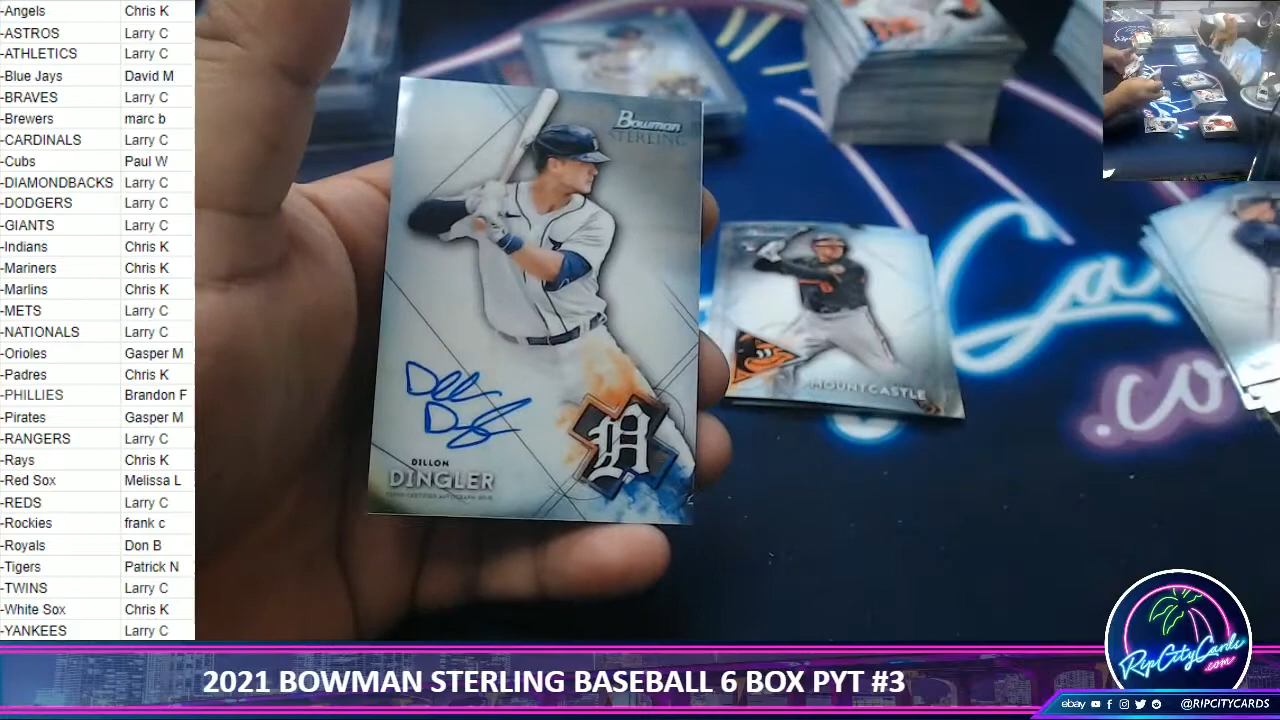 -Angels Chris K
-ASTROS Larry C
-ATHLETICS Larry C
-Blue Jays David M
-BRAVES Larry C
-Brewers marc b
-CARDINALS Larry C
-Cubs Paul W
-DIAMONDBACKS Larry C
-DODGERS Larry C
-GIANTS Larry C
-Indians Chris K
-Mariners Chris K
-Marlins Chris K
-METS Larry C
-NATIONALS Larry C
-Orioles Gasper M
-Padres Chris K
-PHILLIES Brandon F
-Pirates Gasper M
-RANGERS Larry C
-Rays Chris K
-Red Sox Melissa L
-REDS Larry C
-Rockies frank c
-Royals Don B
-Tigers Patrick N
-TWINS Larry C
-White Sox Chris K
-YANKEES Larry C
Bowman
STERLING
D
DILLON
DINGLER
MOUNTCASTLE
.co
RipCityCards
.com
2021 BOWMAN STERLING BASEBALL 6 BOX PYT #3
ebay @RIPCITYCARDS